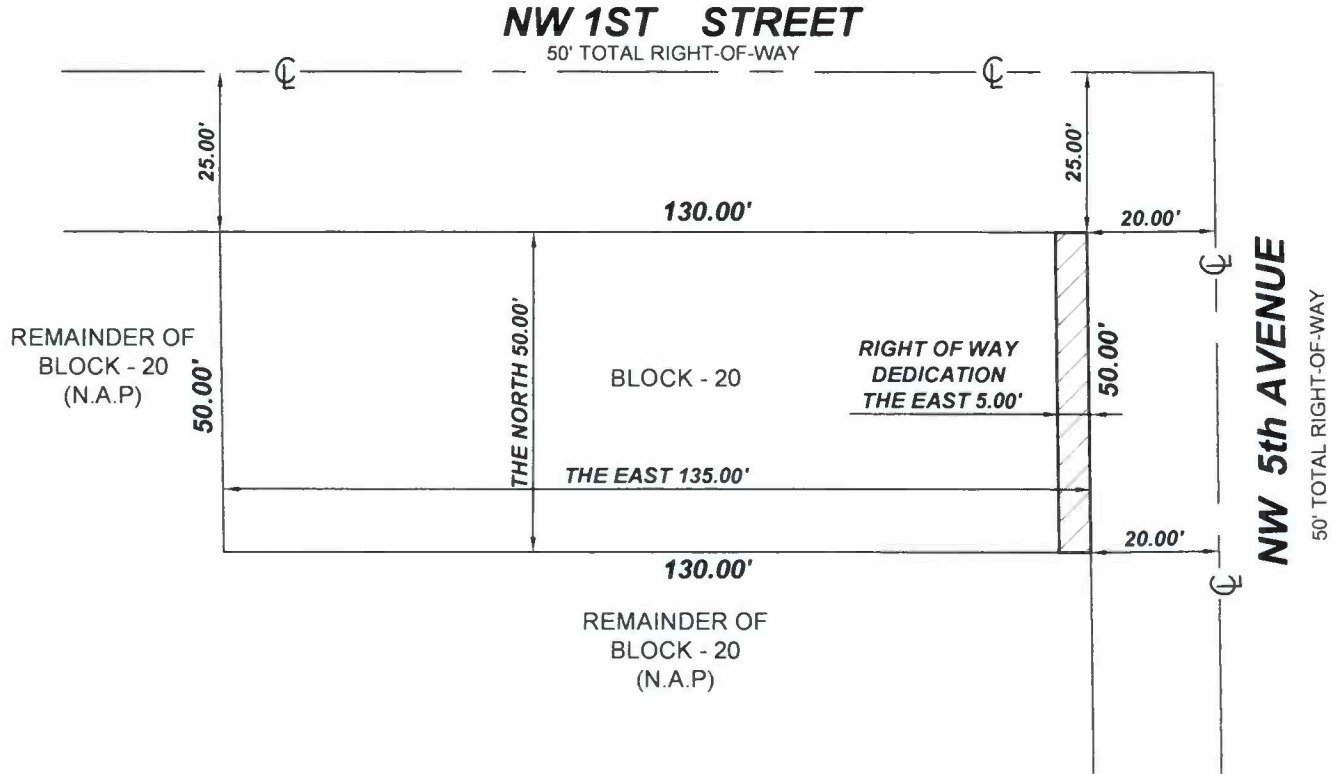 NW 1ST STREET
50' TOTAL RIGHT-OF-WAY
25.00'
25.00'
130.00'
20.00'
REMAINDER OF
BLOCK - 20
(N.A.P)
50.00'
THE NORTH 50.00'
BLOCK - 20
RIGHT OF WAY
DEDICATION
THE EAST 5.00'
50.00'
NW 5th AVENUE
50' TOTAL RIGHT-OF-WAY
THE EAST 135.00'
130.00'
20.00'
REMAINDER OF
BLOCK - 20
(N.A.P)